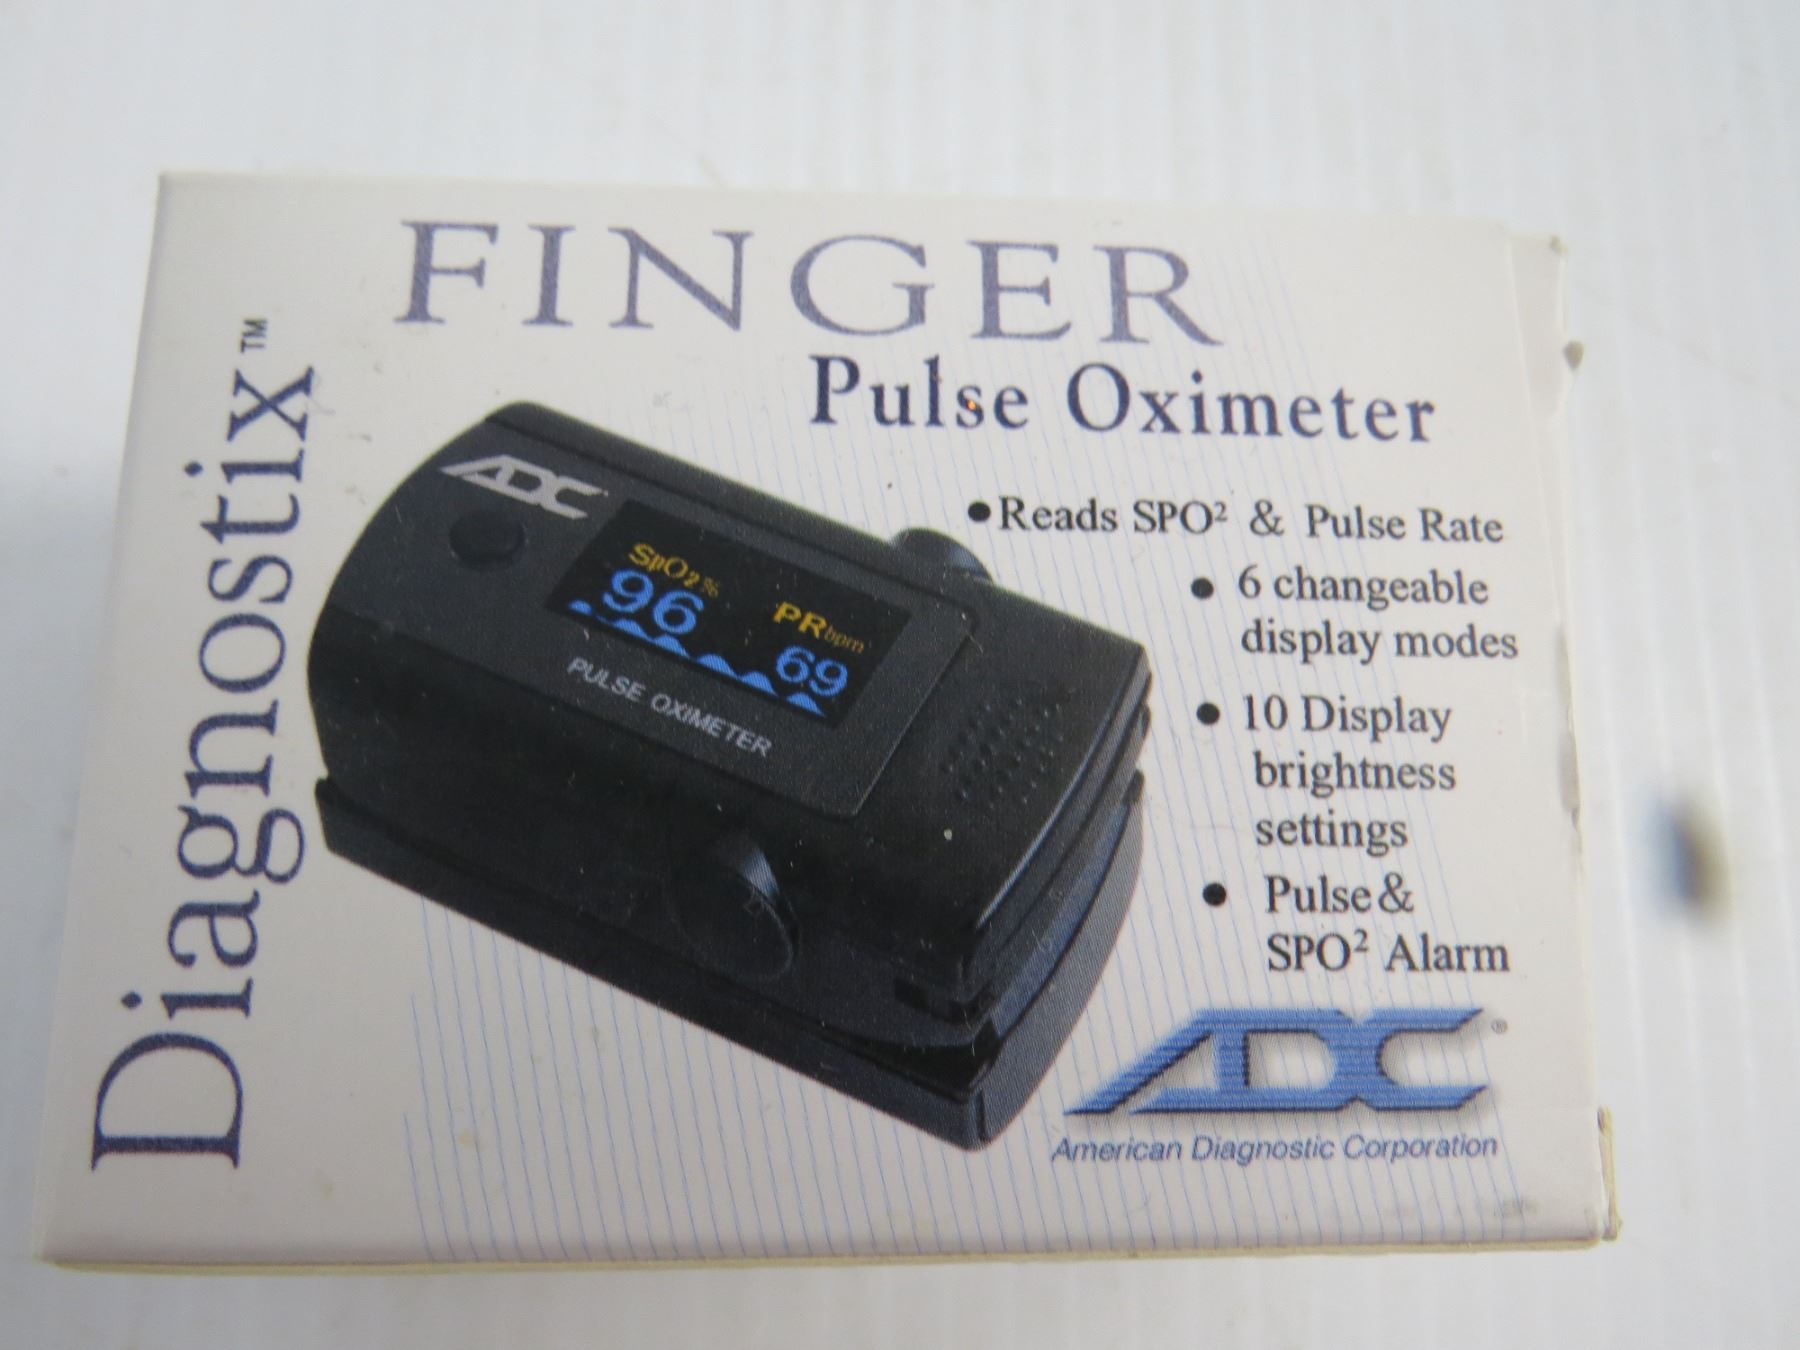 FINGER
Pulse Oximeter
Diagnostix™
ADC
SpO₂%
96
PRbpm
69
PULSE OXIMETER
•Reads SPO² & Pulse Rate
• 6 changeable
display modes
• 10 Display
brightness
settings
• Pulse &
SPO² Alarm
ADC®
American Diagnostic Corporation